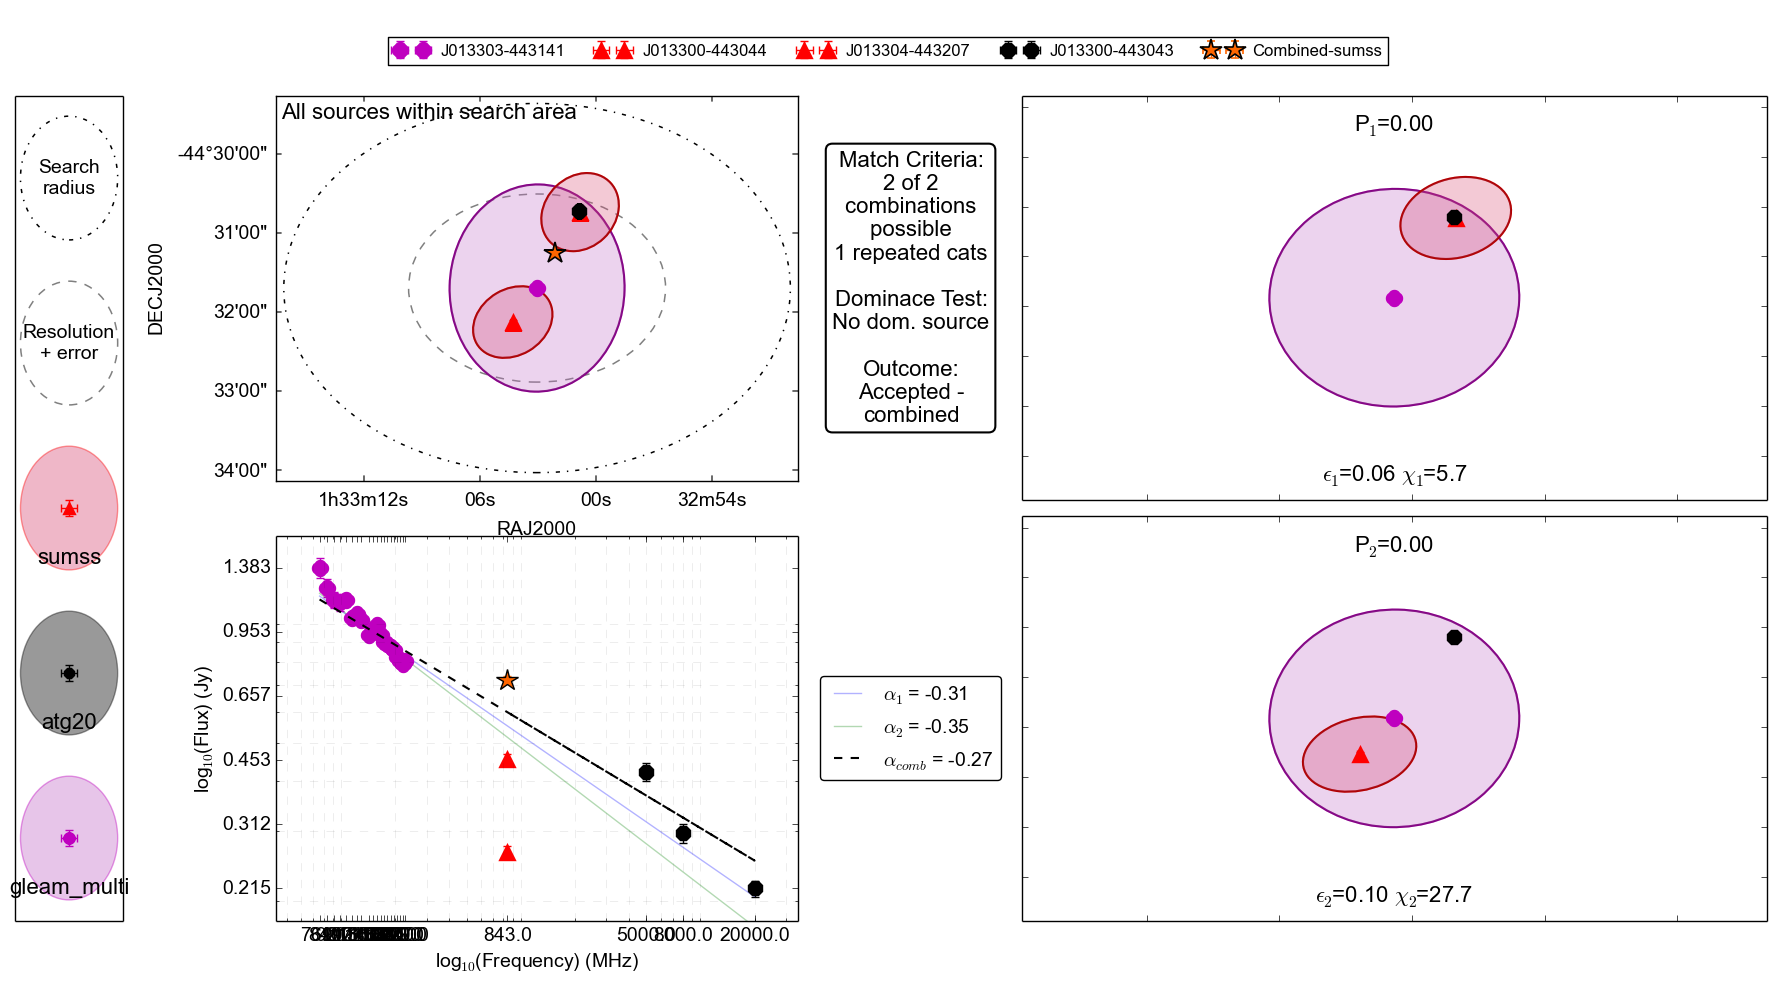 J013303-443141 J013300-443044 J013304-443207 J013300-443043 Combined-sumss
Search
radius
Resolution
+ error
sumss
atg20
gleam_multi
All sources within search area
DECJ2000
-44°30'00"
31'00"
32'00"
33'00"
34'00"
1h33m12s 06s 00s 32m54s
RAJ2000
Match Criteria:
2 of 2
combinations
possible
1 repeated cats
Dominace Test:
No dom. source
Outcome:
Accepted -
combined
P₁=0.00
ϵ₁=0.06 χ₁=5.7
log₁₀(Flux) (Jy)
1.383
0.953
0.657
0.453
0.312
0.215
843.0 5000.0 8000.0 20000.0
log₁₀(Frequency) (MHz)
α₁ = -0.31
α₂ = -0.35
α_comb = -0.27
P₂=0.00
ϵ₂=0.10 χ₂=27.7